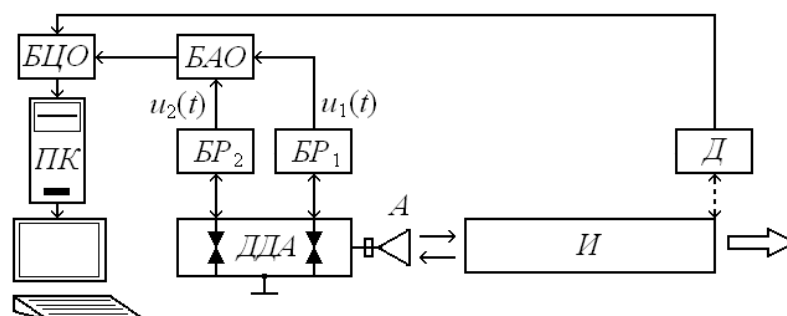 БЦО
БАО
u₂(t)
u₁(t)
ПК
БР₂
БР₁
Д
А
ДДА
И